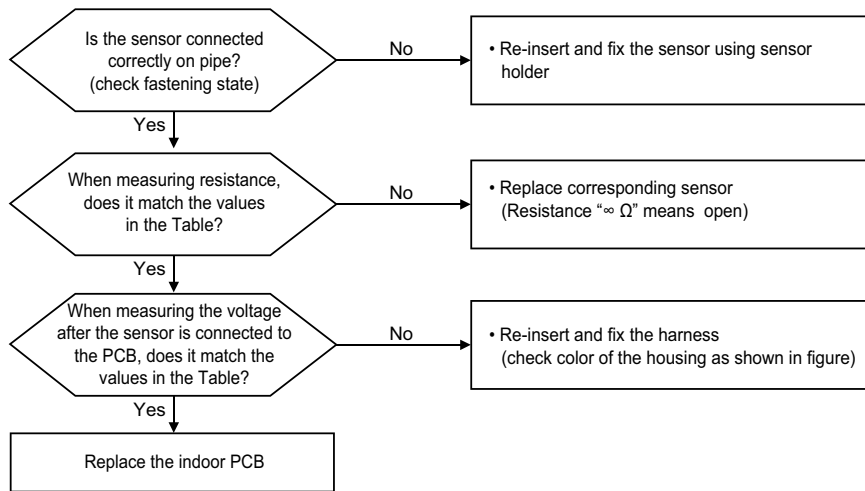 Is the sensor connected
correctly on pipe?
(check fastening state)
No
• Re-insert and fix the sensor using sensor
holder
Yes
When measuring resistance,
does it match the values
in the Table?
No
• Replace corresponding sensor
(Resistance “∞ Ω” means open)
Yes
When measuring the voltage
after the sensor is connected to
the PCB, does it match the
values in the Table?
No
• Re-insert and fix the harness
(check color of the housing as shown in figure)
Yes
Replace the indoor PCB